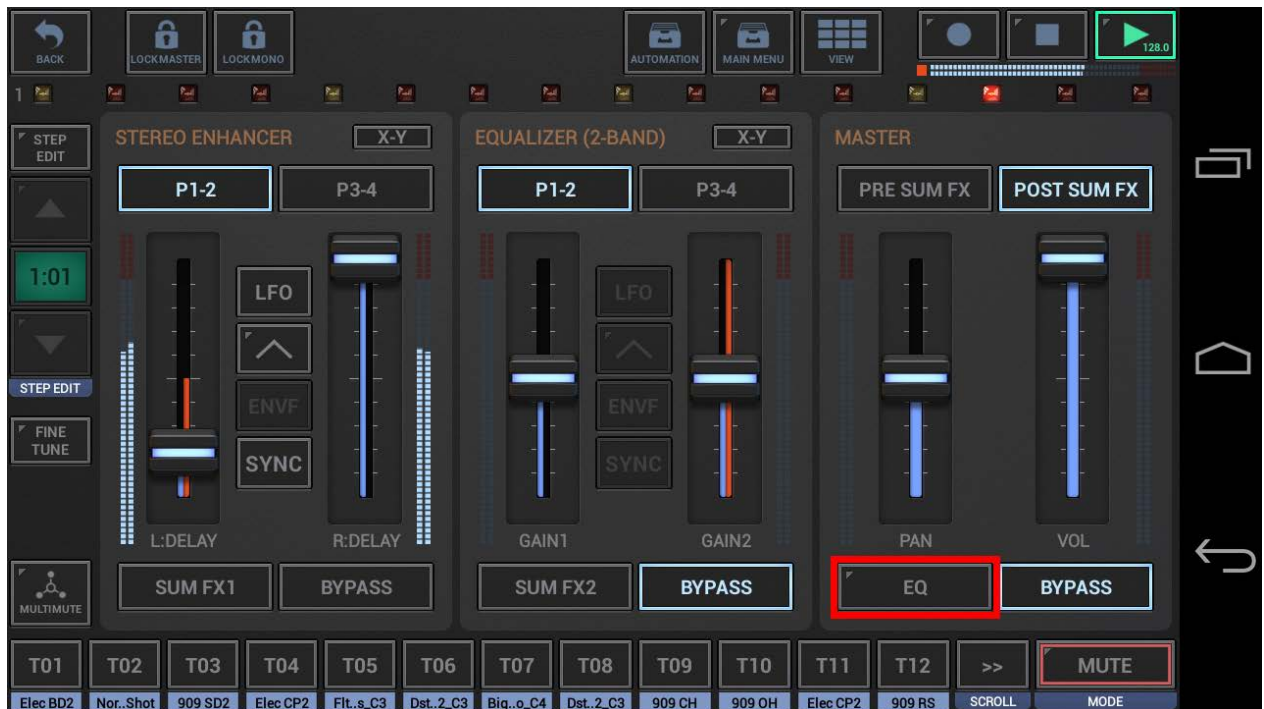 BACK
LOCKMASTER
LOCKMONO
AUTOMATION
MAIN MENU
VIEW
128.0
1
STEP EDIT
STEREO ENHANCER
X-Y
EQUALIZER (2-BAND)
X-Y
MASTER
P1-2
P3-4
P1-2
P3-4
PRE SUM FX
POST SUM FX
1:01
LFO
LFO
STEP EDIT
ENVF
ENVF
FINE TUNE
SYNC
SYNC
L:DELAY
R:DELAY
GAIN1
GAIN2
PAN
VOL
MULTIMUTE
SUM FX1
BYPASS
SUM FX2
BYPASS
EQ
BYPASS
T01
T02
T03
T04
T05
T06
T07
T08
T09
T10
T11
T12
>>
MUTE
Elec BD2
Nor..Shot
909 SD2
Elec CP2
Flt..s_C3
Dst..2_C3
Big..o_C4
Dst..2_C3
909 CH
909 OH
Elec CP2
909 RS
SCROLL
MODE